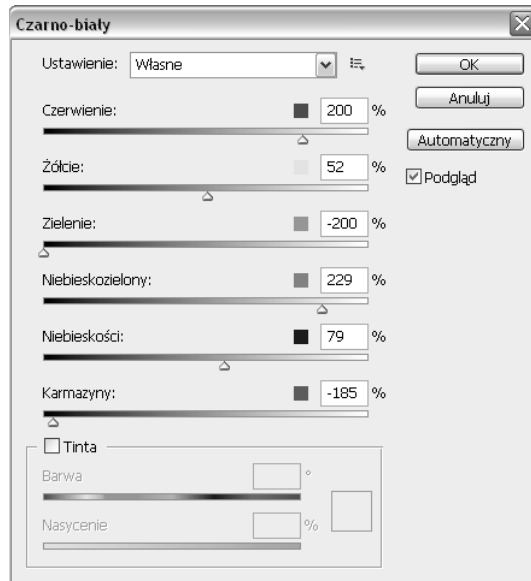 Czarno-biały
Ustawienie: Własne OK
Anuluj
Czerwienie: 200 %
Automatyczny
Żółcie: 52 %
Podgląd
Zielenie: -200 %
Niebieskozielony: 229 %
Niebieskości: 79 %
Karmazyny: -185 %
Tinta
Barwa °
Nasycenie %